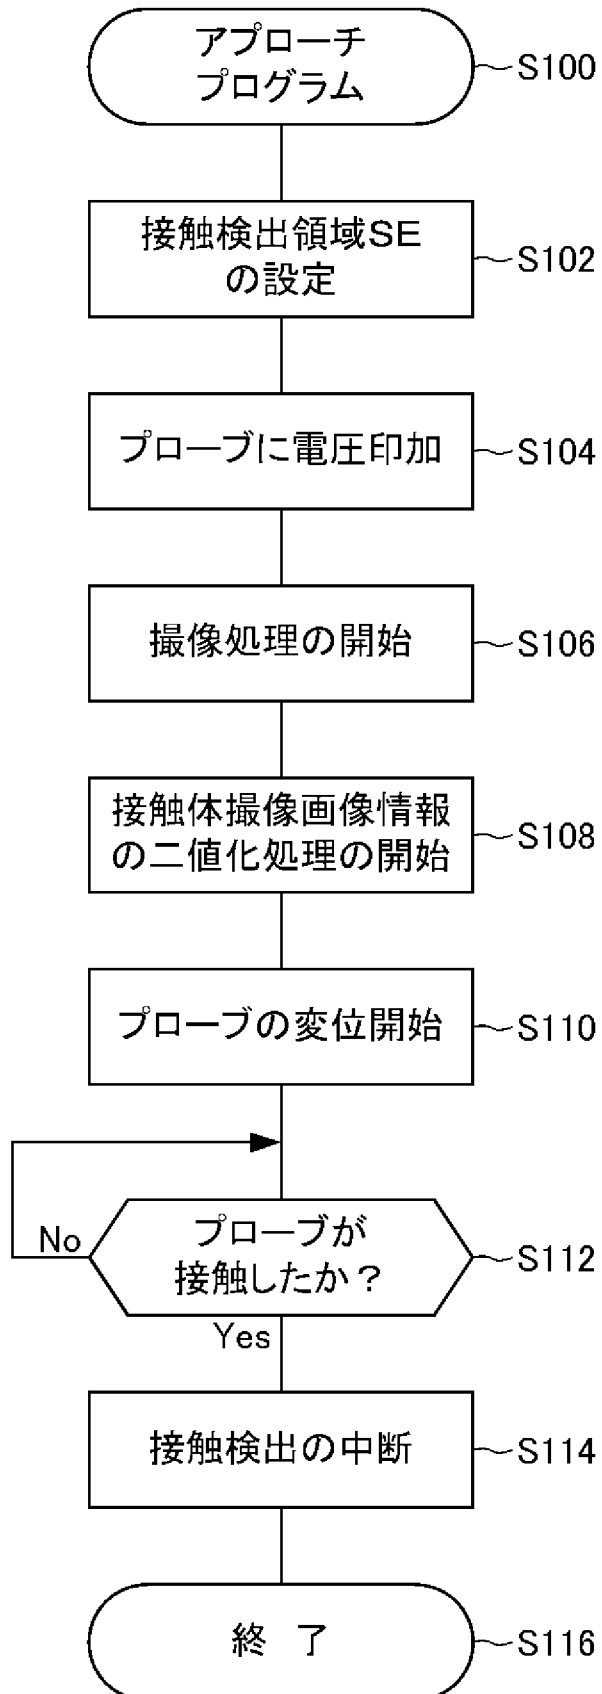 アプローチ
プログラム
S100
接触検出領域SE
の設定
S102
プローブに電圧印加
S104
撮像処理の開始
S106
接触体撮像画像情報
の二値化処理の開始
S108
プローブの変位開始
S110
プローブが
接触したか？
S112
No
Yes
接触検出の中断
S114
終 了
S116